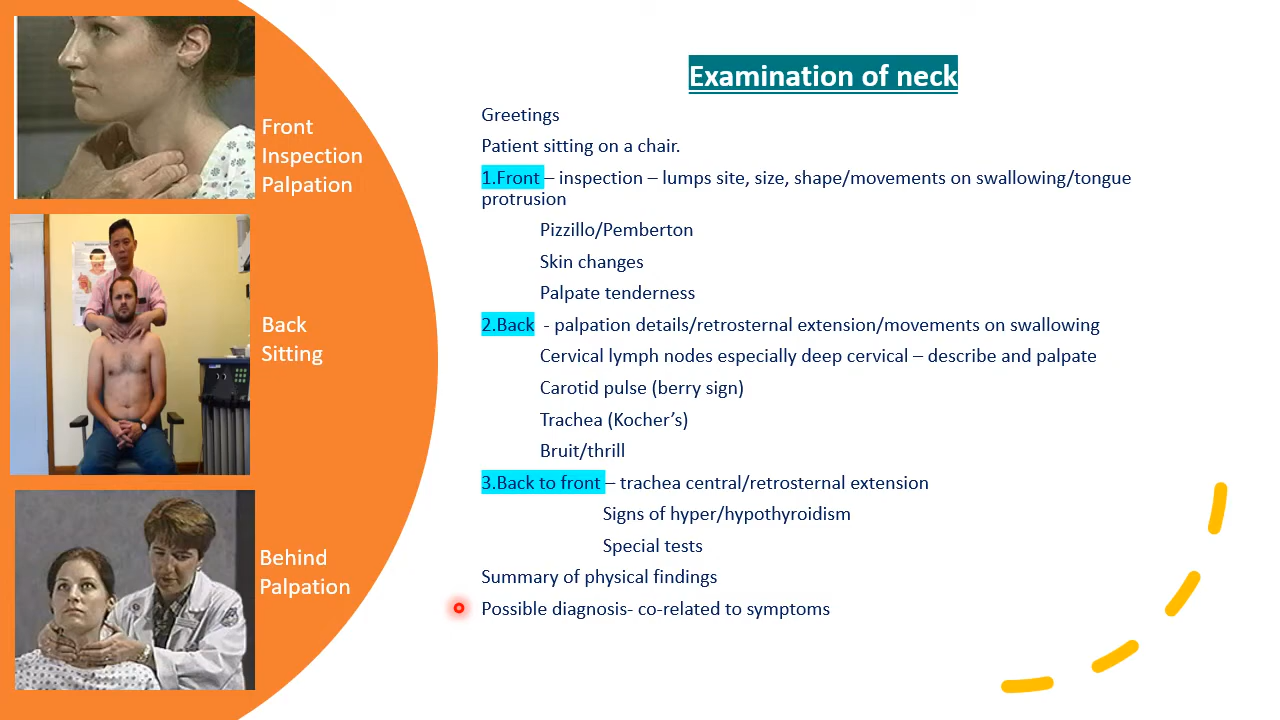 Examination of neck
Greetings
Patient sitting on a chair.
1.Front – inspection – lumps site, size, shape/movements on swallowing/tongue
protrusion
Pizzillo/Pemberton
Skin changes
Palpate tenderness
2.Back - palpation details/retrosternal extension/movements on swallowing
Cervical lymph nodes especially deep cervical – describe and palpate
Carotid pulse (berry sign)
Trachea (Kocher’s)
Bruit/thrill
3.Back to front – trachea central/retrosternal extension
Signs of hyper/hypothyroidism
Special tests
Summary of physical findings
Possible diagnosis- co-related to symptoms
Front
Inspection
Palpation
Back
Sitting
Behind
Palpation